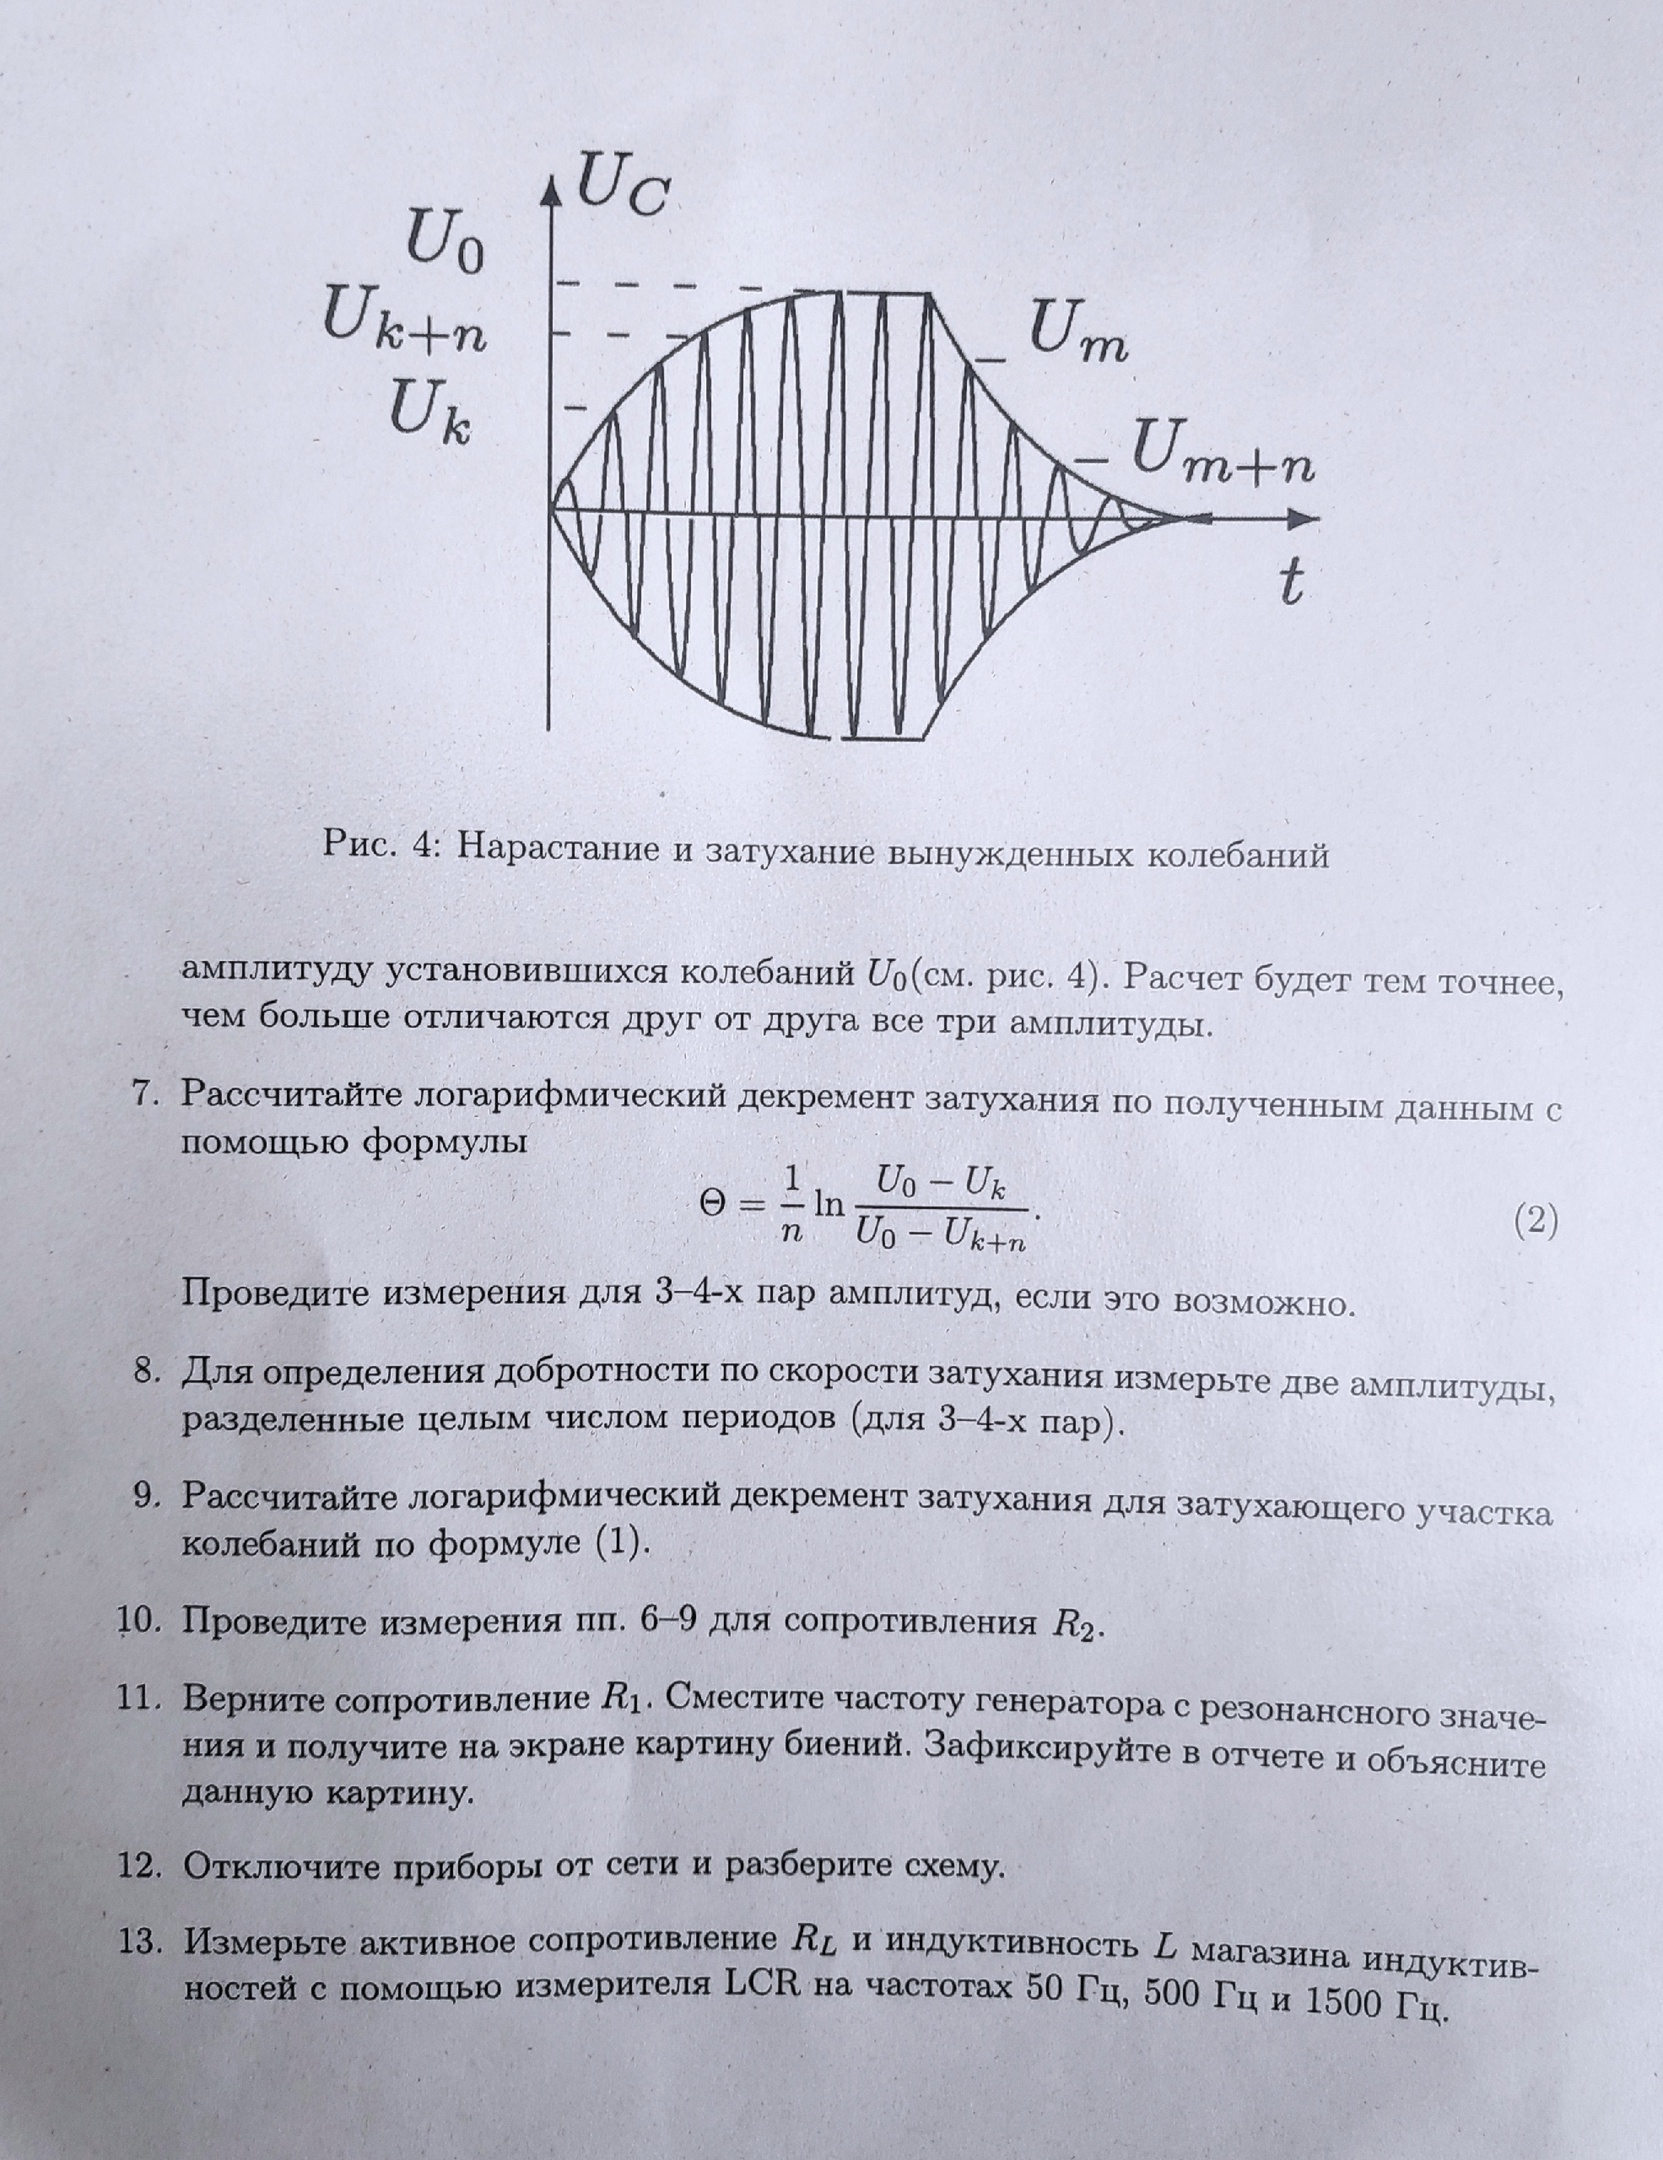 U_C
U_0
U_{k+n}
U_k
U_m
U_{m+n}
t
Рис. 4: Нарастание и затухание вынужденных колебаний
амплитуду установившихся колебаний U_0(см. рис. 4). Расчет будет тем точнее,
чем больше отличаются друг от друга все три амплитуды.
7. Рассчитайте логарифмический декремент затухания по полученным данным с
помощью формулы
Θ = \frac{1}{n} ln \frac{U_0 − U_k}{U_0 − U_{k+n}}. (2)
Проведите измерения для 3–4-х пар амплитуд, если это возможно.
8. Для определения добротности по скорости затухания измерьте две амплитуды,
разделенные целым числом периодов (для 3–4-х пар).
9. Рассчитайте логарифмический декремент затухания для затухающего участка
колебаний по формуле (1).
10. Проведите измерения пп. 6–9 для сопротивления R_2.
11. Верните сопротивление R_1. Сместите частоту генератора с резонансного значе-
ния и получите на экране картину биений. Зафиксируйте в отчете и объясните
данную картину.
12. Отключите приборы от сети и разберите схему.
13. Измерьте активное сопротивление R_L и индуктивность L магазина индуктив-
ностей с помощью измерителя LCR на частотах 50 Гц, 500 Гц и 1500 Гц.